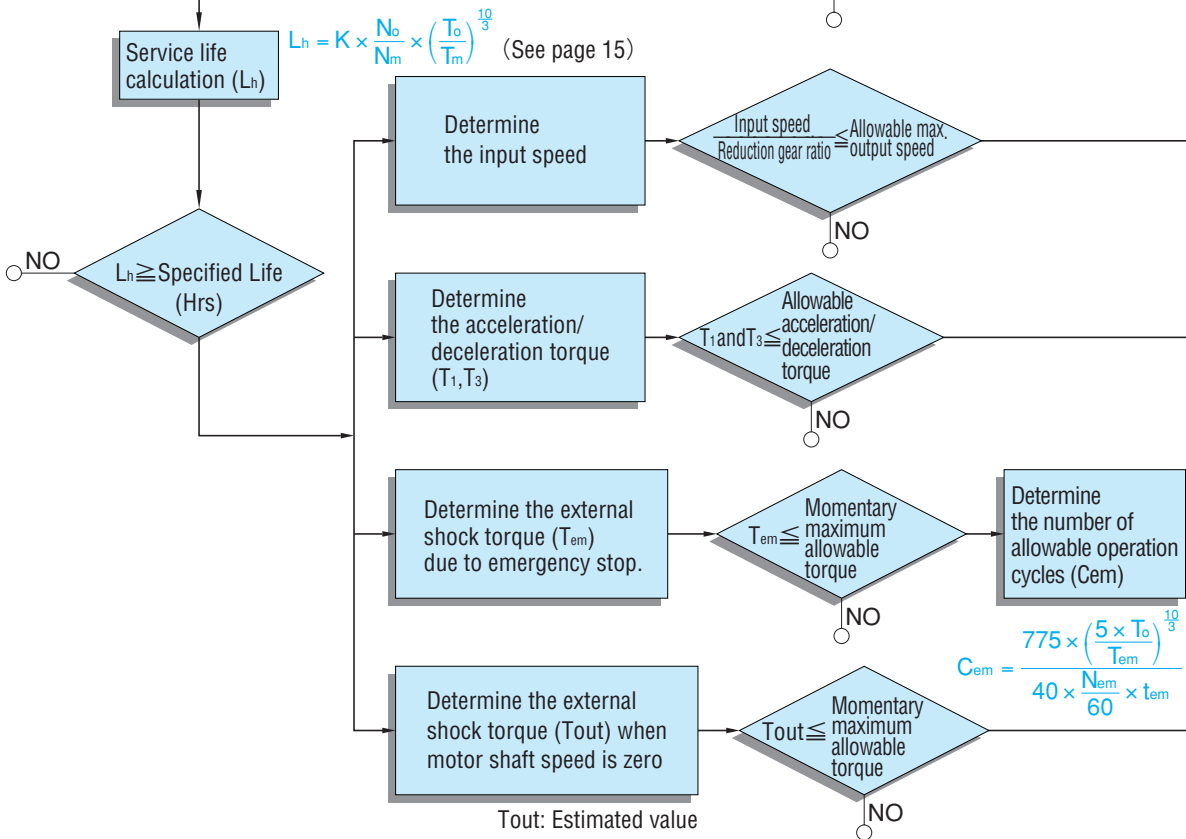 Service life
calculation (Lh)
Lh = K × No/Nm × (To/Tm)^10/3 (See page 15)
Determine
the input speed
Input speed
Reduction gear ratio
≦
Allowable max.
output speed
NO
NO
Lh≧Specified Life
(Hrs)
Determine
the acceleration/
deceleration torque
(T1,T3)
T1andT3≦
Allowable
acceleration/
deceleration
torque
NO
Determine the external
shock torque (Tem)
due to emergency stop.
Tem≦
Momentary
maximum
allowable
torque
NO
Determine
the number of
allowable operation
cycles (Cem)
Cem = 775 × (5 × To/Tem)^10/3 / 40 × Nem/60 × tem
Determine the external
shock torque (Tout) when
motor shaft speed is zero
Tout≦
Momentary
maximum
allowable
torque
NO
Tout: Estimated value